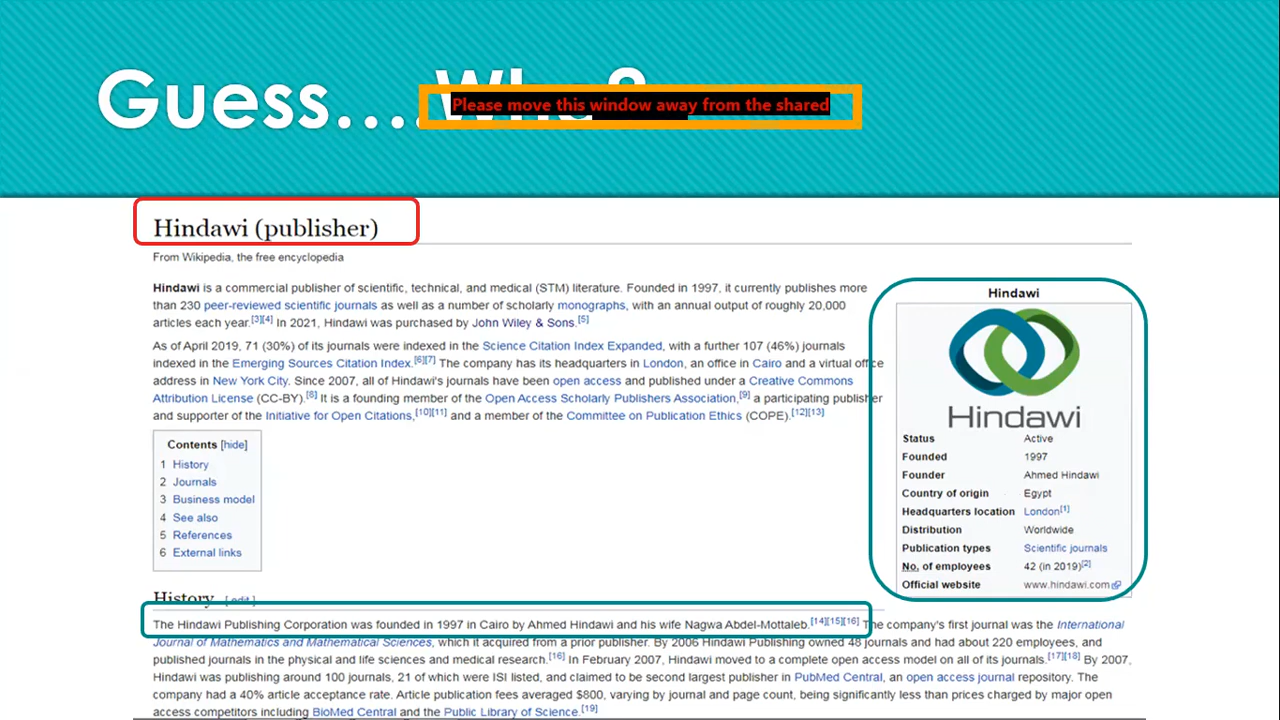 Guess....Who?
Please move this window away from the shared
Hindawi (publisher)
From Wikipedia, the free encyclopedia
Hindawi is a commercial publisher of scientific, technical, and medical (STM) literature. Founded in 1997, it currently publishes more
than 230 peer-reviewed scientific journals as well as a number of scholarly monographs, with an annual output of roughly 20,000
articles each year.[3][4] In 2021, Hindawi was purchased by John Wiley & Sons.[5]
As of April 2019, 71 (30%) of its journals were indexed in the Science Citation Index Expanded, with a further 107 (46%) journals
indexed in the Emerging Sources Citation Index.[6][7] The company has its headquarters in London, an office in Cairo and a virtual office
address in New York City. Since 2007, all of Hindawi's journals have been open access and published under a Creative Commons
Attribution License (CC-BY).[8] It is a founding member of the Open Access Scholarly Publishers Association,[9] a participating publisher
and supporter of the Initiative for Open Citations,[10][11] and a member of the Committee on Publication Ethics (COPE).[12][13]
Contents [hide]
1 History
2 Journals
3 Business model
4 See also
5 References
6 External links
Hindawi
Hindawi
Status Active
Founded 1997
Founder Ahmed Hindawi
Country of origin Egypt
Headquarters location London[1]
Distribution Worldwide
Publication types Scientific journals
No. of employees 42 (in 2019)[2]
Official website www.hindawi.com
History [ edit ]
The Hindawi Publishing Corporation was founded in 1997 in Cairo by Ahmed Hindawi and his wife Nagwa Abdel-Mottaleb.[14][15][16] The company's first journal was the International
Journal of Mathematics and Mathematical Sciences, which it acquired from a prior publisher. By 2006 Hindawi Publishing owned 48 journals and had about 220 employees, and
published journals in the physical and life sciences and medical research.[16] In February 2007, Hindawi moved to a complete open access model on all of its journals.[17][18] By 2007,
Hindawi was publishing around 100 journals, 21 of which were ISI listed, and claimed to be second largest publisher in PubMed Central, an open access journal repository. The
company had a 40% article acceptance rate. Article publication fees averaged $800, varying by journal and page count, being significantly less than prices charged by major open
access competitors including BioMed Central and the Public Library of Science.[19]